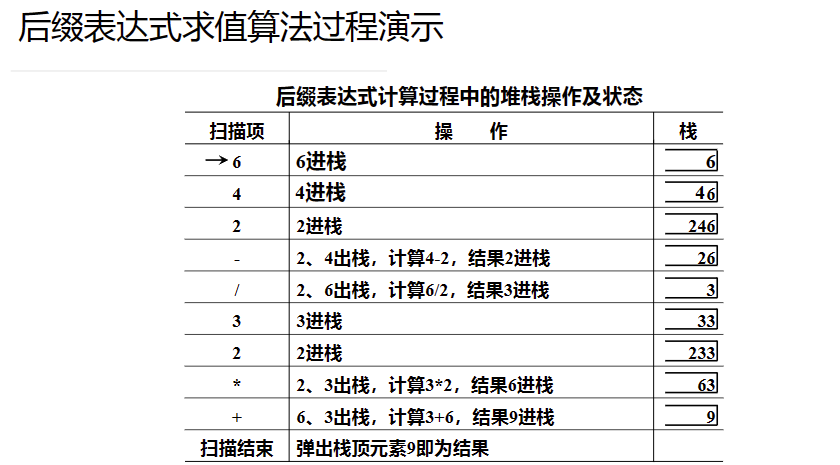 后缀表达式求值算法过程演示
后缀表达式计算过程中的堆栈操作及状态
扫描项 操 作 栈
→6 6进栈 6
4 4进栈 46
2 2进栈 246
- 2、4出栈，计算4-2，结果2进栈 26
/ 2、6出栈，计算6/2，结果3进栈 3
3 3进栈 33
2 2进栈 233
* 2、3出栈，计算3*2，结果6进栈 63
+ 6、3出栈，计算3+6，结果9进栈 9
扫描结束 弹出栈顶元素9即为结果